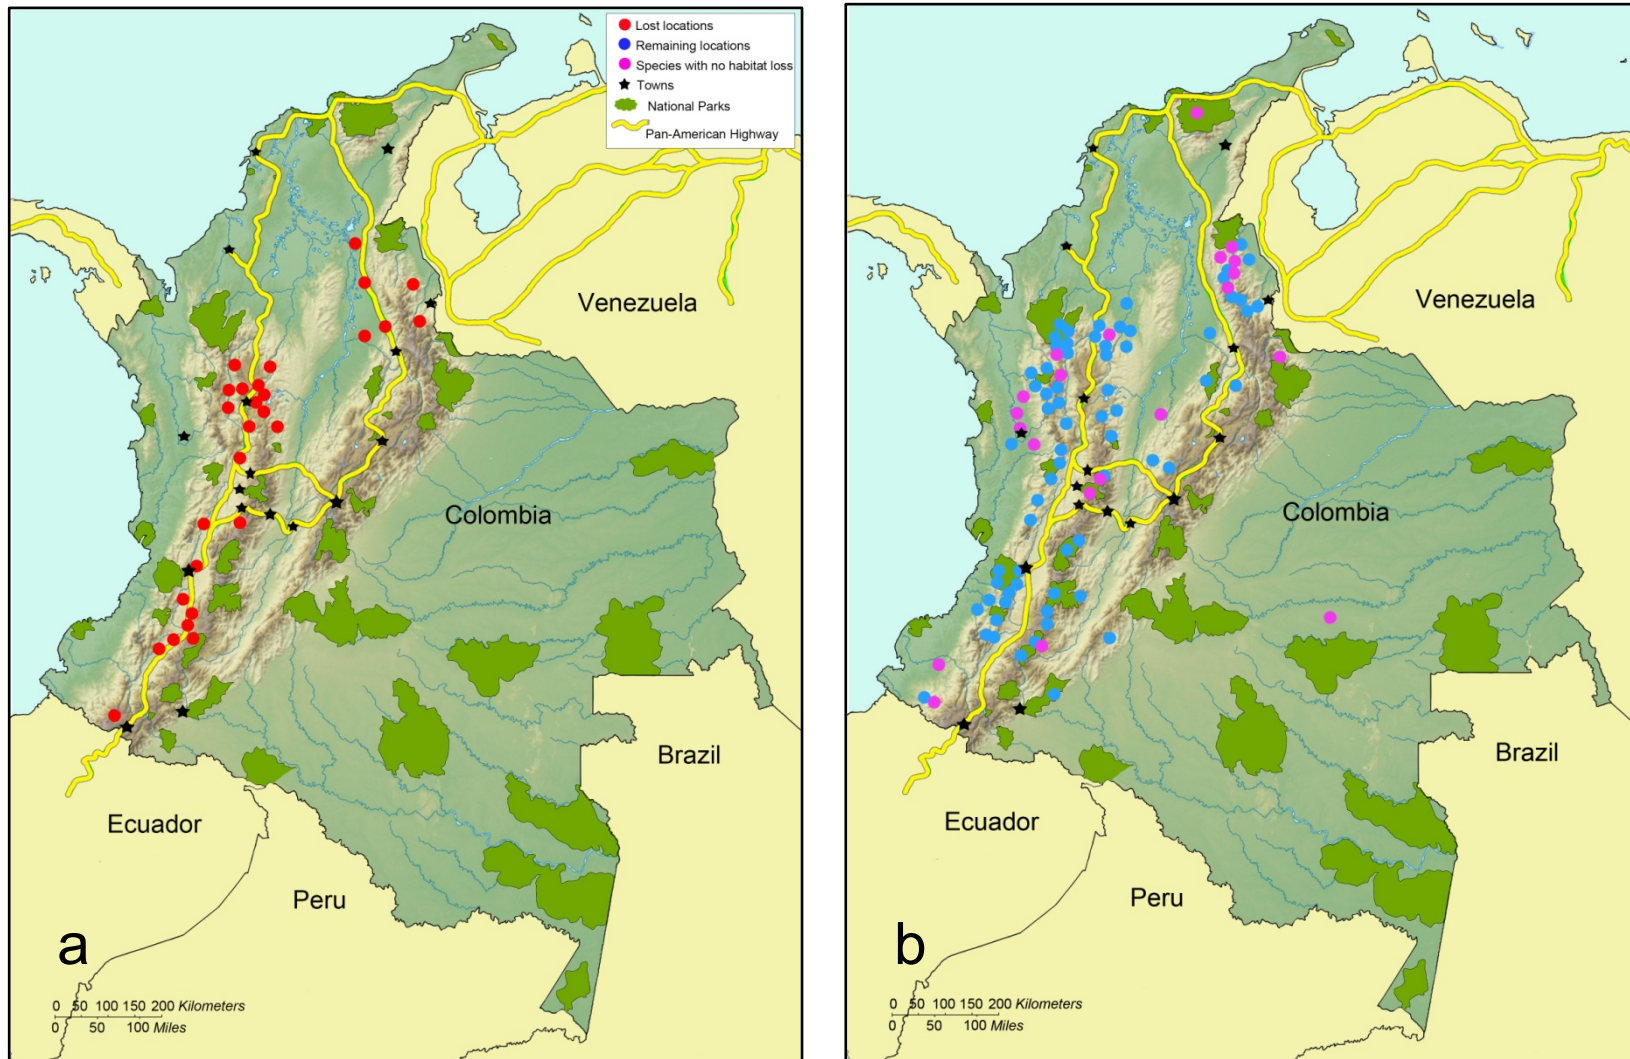 Lost locations
Remaining locations
Species with no habitat loss
Towns
National Parks
Pan-American Highway
Venezuela
Colombia
Brazil
Ecuador
Peru
a
0 50 100 150 200 Kilometers
0 50 100 Miles
Venezuela
Colombia
Brazil
Ecuador
Peru
b
0 50 100 150 200 Kilometers
0 50 100 Miles